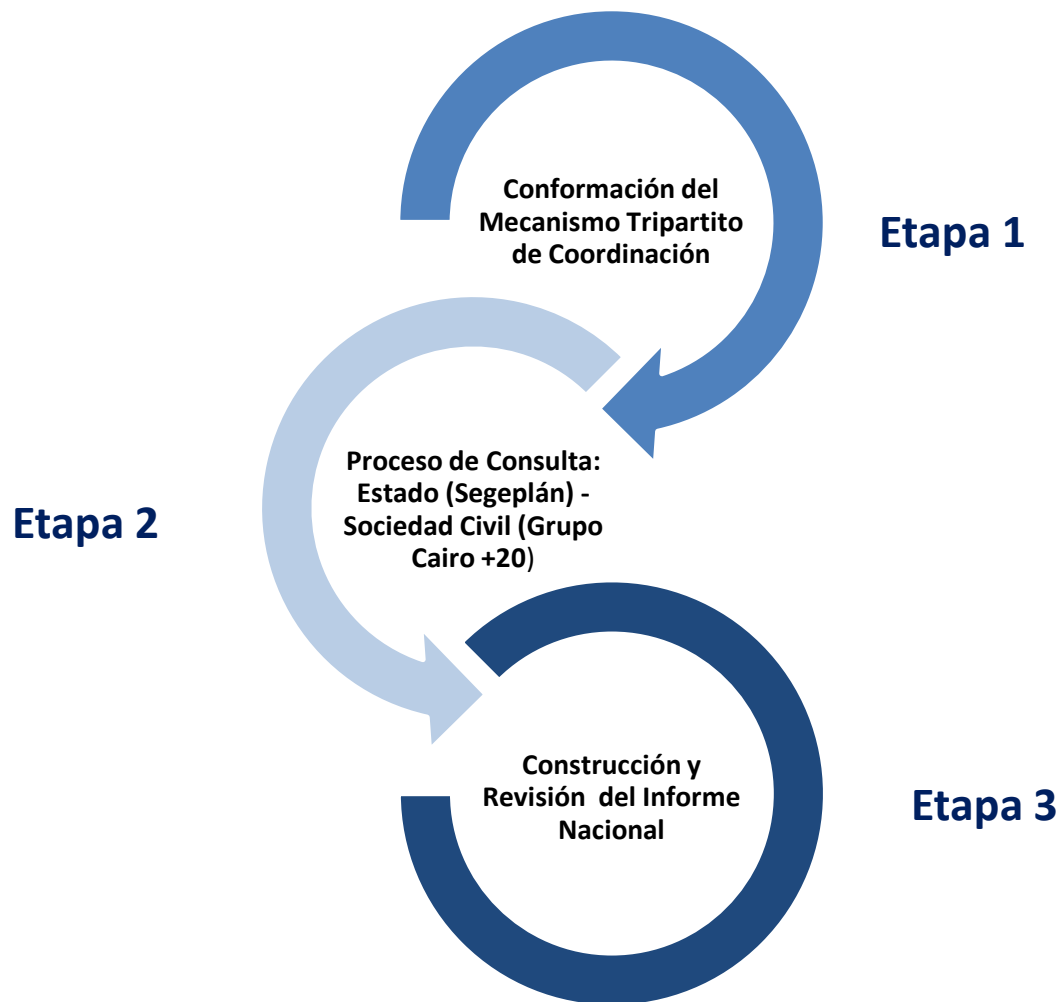 Conformación del
Mecanismo Tripartito
de Coordinación
Etapa 1
Proceso de Consulta:
Estado (Segeplán) -
Sociedad Civil (Grupo
Cairo +20)
Etapa 2
Construcción y
Revisión del Informe
Nacional
Etapa 3